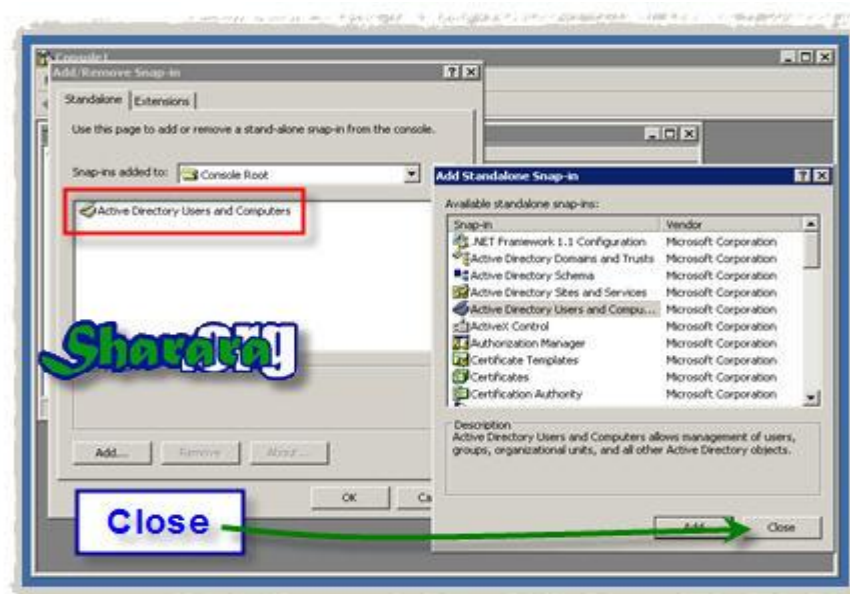 Console1
Add/Remove Snap-in
Standalone
Extensions
Use this page to add or remove a stand-alone snap-in from the console.
Snap-ins added to:
Console Root
Active Directory Users and Computers
Sharara.org
Add...
Remove
About...
OK
Close
Add Standalone Snap-in
Available standalone snap-ins:
Snap-in Vendor
.NET Framework 1.1 Configuration Microsoft Corporation
Active Directory Domains and Trusts Microsoft Corporation
Active Directory Schema Microsoft Corporation
Active Directory Sites and Services Microsoft Corporation
Active Directory Users and Compu... Microsoft Corporation
ActiveX Control Microsoft Corporation
Authorization Manager Microsoft Corporation
Certificate Templates Microsoft Corporation
Certificates Microsoft Corporation
Certification Authority Microsoft Corporation
Description
Active Directory Users and Computers allows management of users,
groups, organizational units, and all other Active Directory objects.
Add
Close